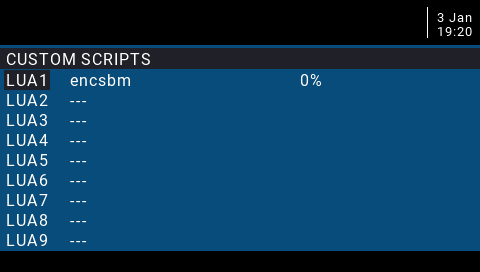 3 Jan
19:20
CUSTOM SCRIPTS
LUA1 encsbm 0%
LUA2 ---
LUA3 ---
LUA4 ---
LUA5 ---
LUA6 ---
LUA7 ---
LUA8 ---
LUA9 ---